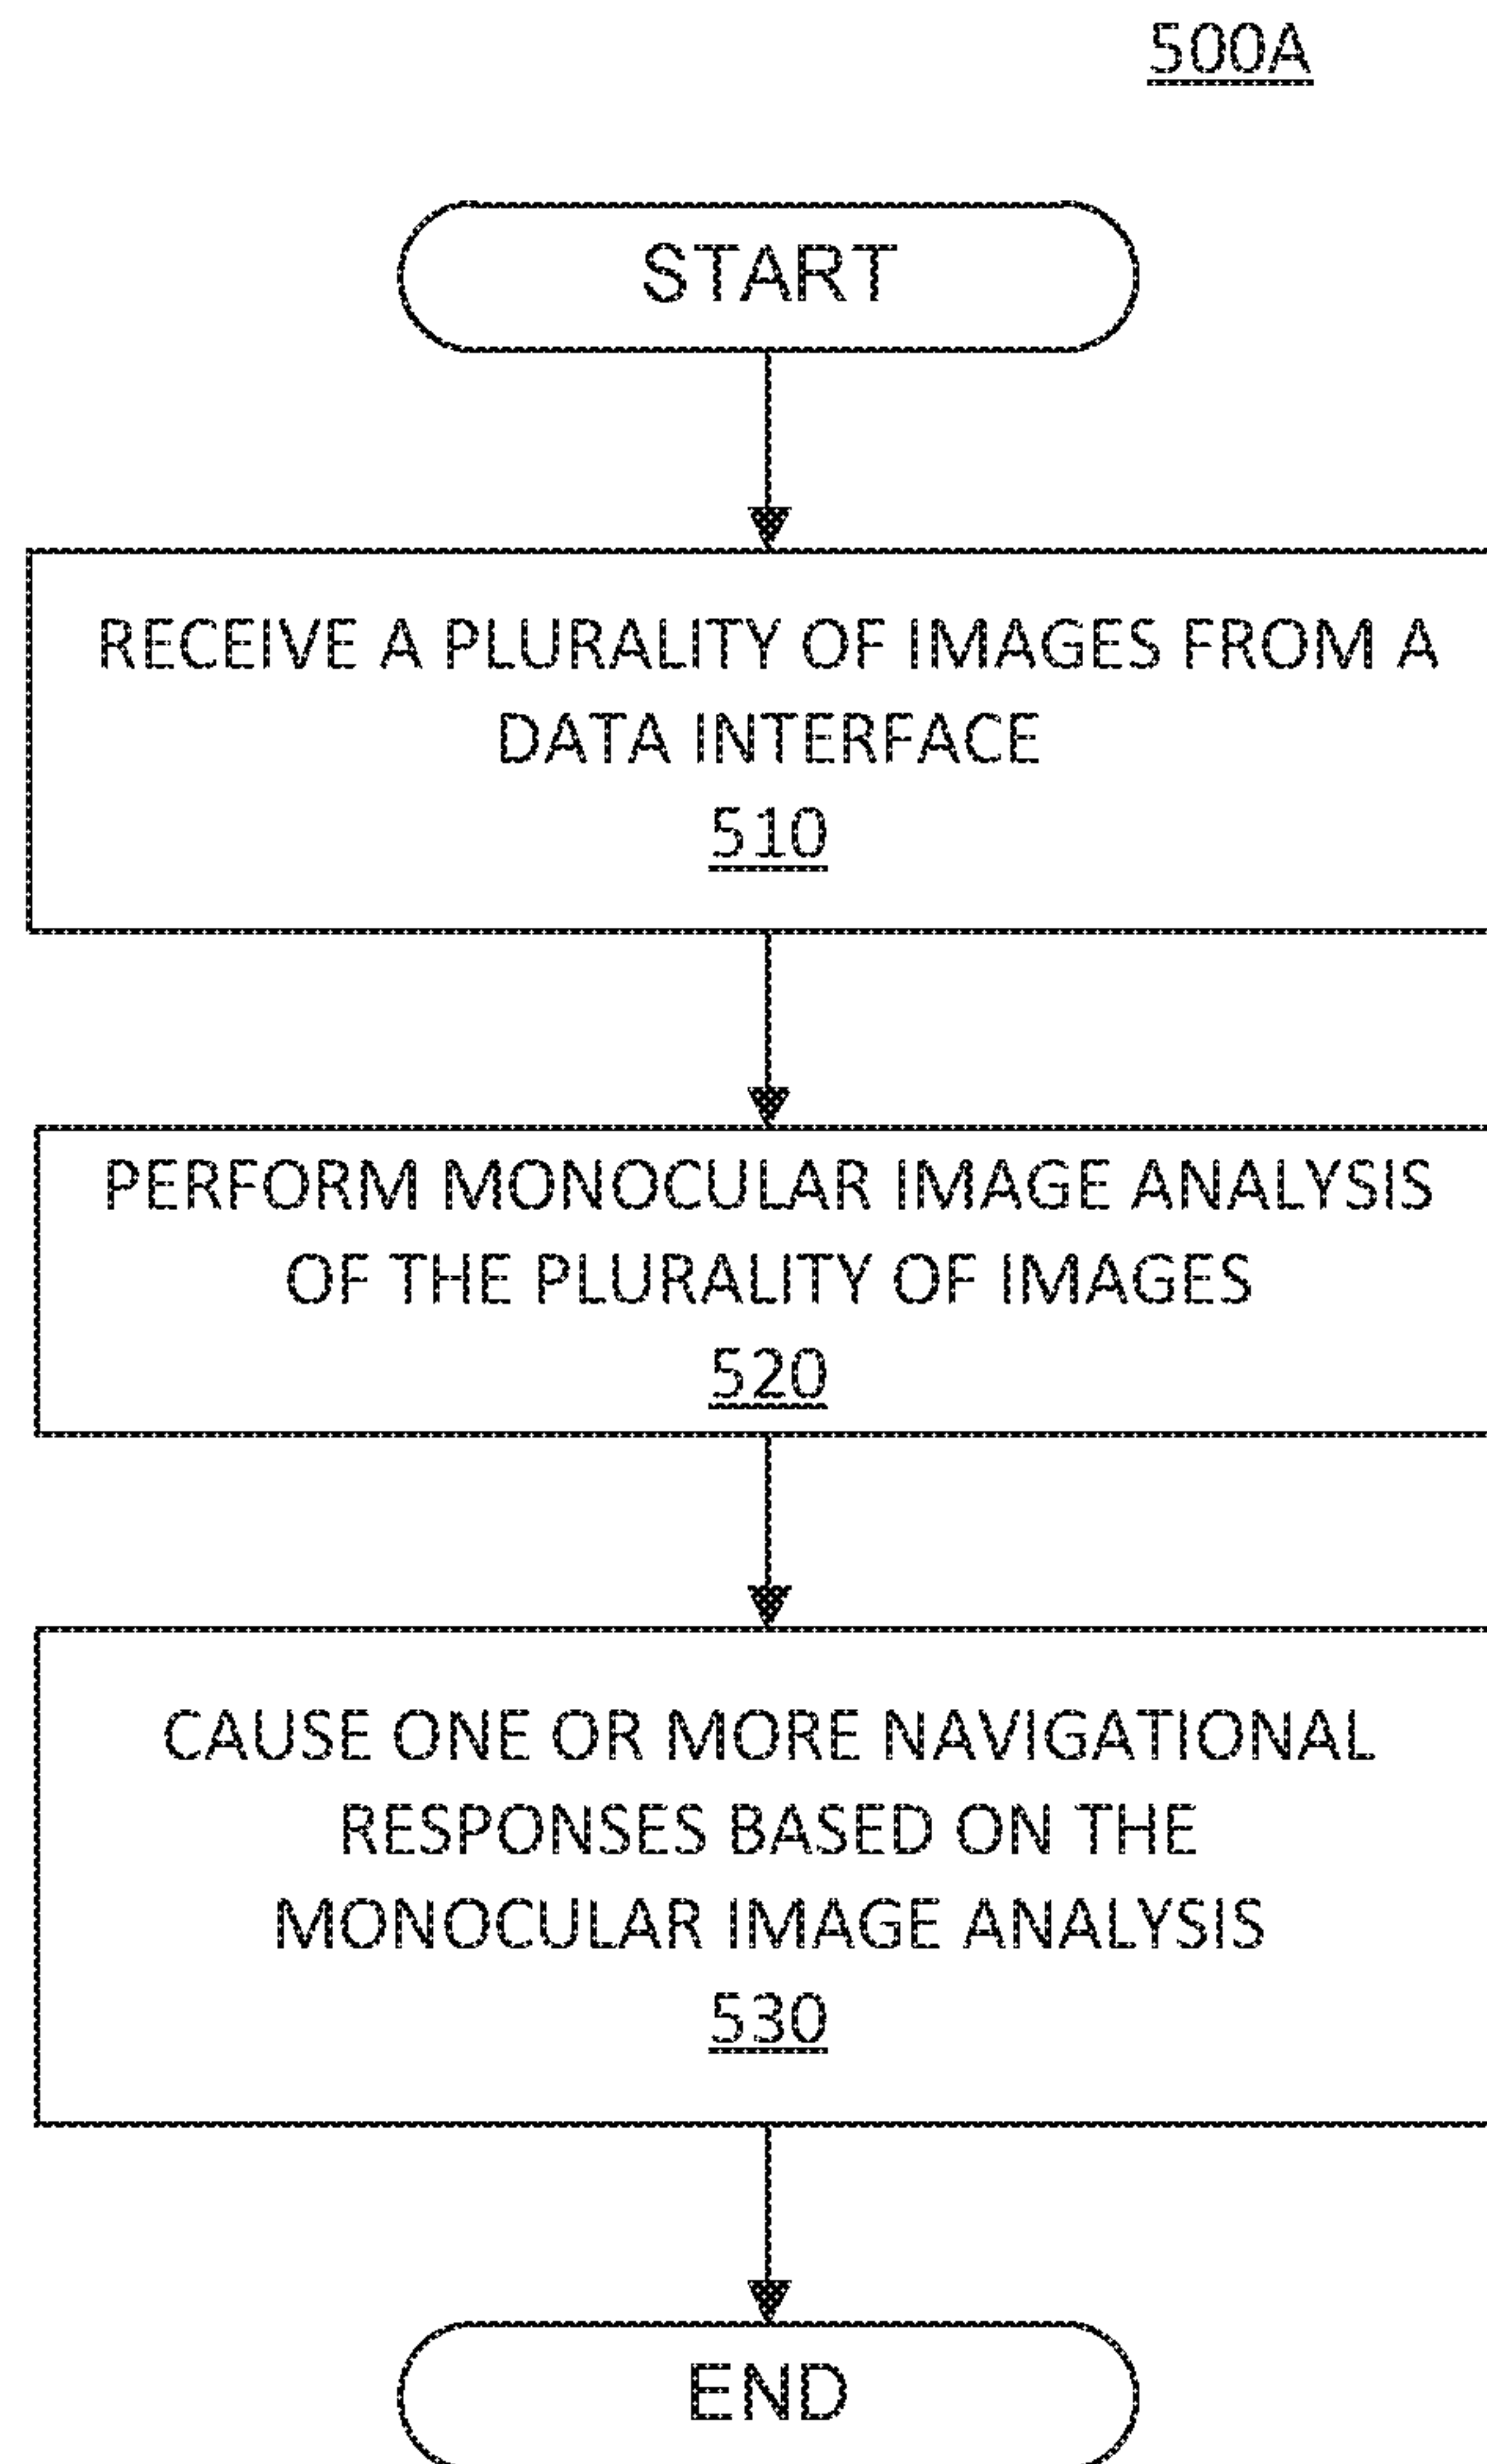 500A
START
RECEIVE A PLURALITY OF IMAGES FROM A
DATA INTERFACE
510
PERFORM MONOCULAR IMAGE ANALYSIS
OF THE PLURALITY OF IMAGES
520
CAUSE ONE OR MORE NAVIGATIONAL
RESPONSES BASED ON THE
MONOCULAR IMAGE ANALYSIS
530
END